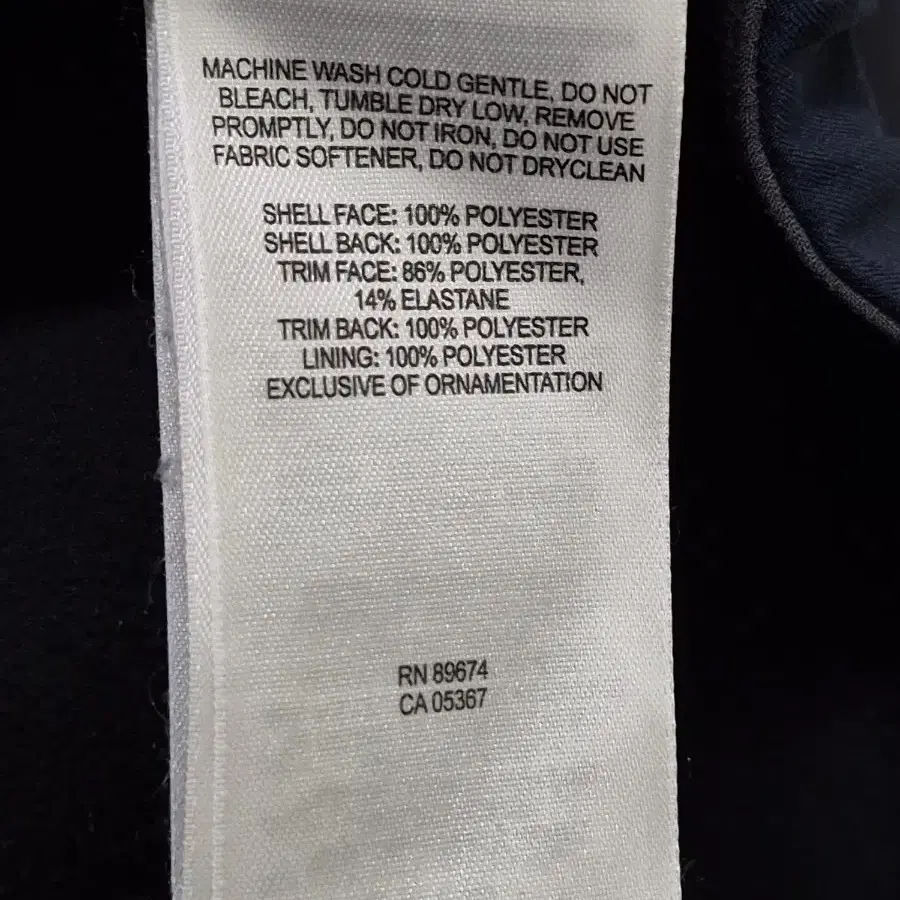 MACHINE WASH COLD GENTLE, DO NOT
BLEACH, TUMBLE DRY LOW, REMOVE
PROMPTLY, DO NOT IRON, DO NOT USE
FABRIC SOFTENER, DO NOT DRYCLEAN
SHELL FACE: 100% POLYESTER
SHELL BACK: 100% POLYESTER
TRIM FACE: 86% POLYESTER,
14% ELASTANE
TRIM BACK: 100% POLYESTER
LINING: 100% POLYESTER
EXCLUSIVE OF ORNAMENTATION
RN 89674
CA 05367